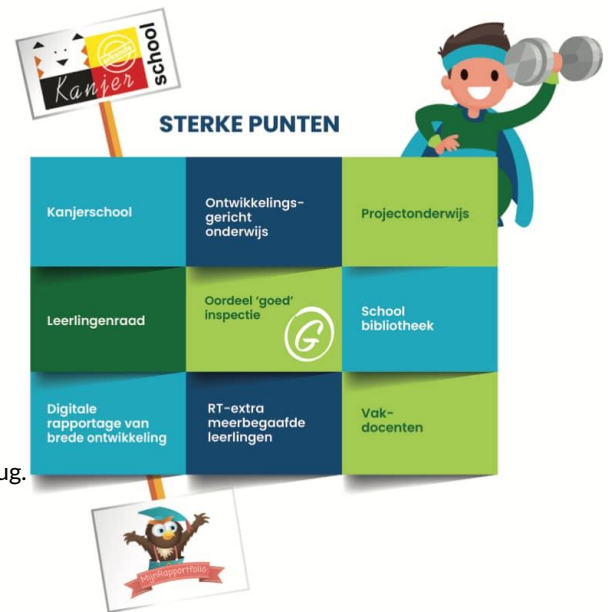 Kanjer
school
STERKE PUNTEN
Kanjerschool
Ontwikkelings-
gericht
onderwijs
Projectonderwijs
Leerlingenraad
Oordeel ‘goed’
inspectie
G
School
bibliotheek
Digitale
rapportage van
brede ontwikkeling
RT-extra
meerbegaafde
leerlingen
Vak-
docenten
ug.
MijnRapportfolio